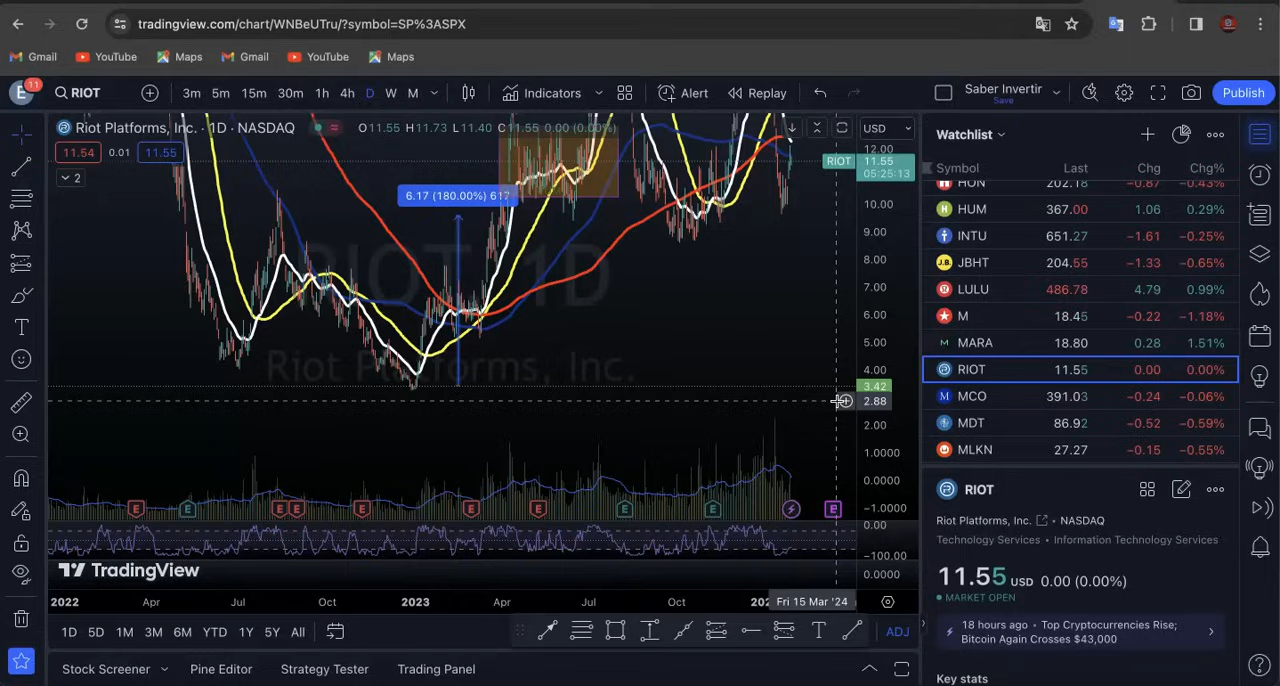 tradingview.com/chart/WNBeUTru/?symbol=SP%3ASPX
Gmail YouTube Maps Gmail YouTube Maps
E 11 RIOT 3m 5m 15m 30m 1h 4h D W M Indicators Alert Replay Saber Invertir Save Publish
Riot Platforms, Inc. · 1D · NASDAQ O11.55 H11.73 L11.40 C11.55 0.00 (0.00%) USD
11.54 0.01 11.55
2
12.00
RIOT 11.55
05:25:13
6.17 (180.00%) 617
10.00
9.00
8.00
7.00
6.00
5.00
4.00
3.42
2.88
2.00
1.0000
0.0000
-1.0000
0.00
-100.00
0.0000
RIOT, 1D
Riot Platforms, Inc.
E E E E E E E E E E
TradingView
2022 Apr Jul Oct 2023 Apr Jul Oct Fri 15 Mar '24
1D 5D 1M 3M 6M YTD 1Y 5Y All ADJ
Stock Screener Pine Editor Strategy Tester Trading Panel
Watchlist
Symbol Last Chg Chg%
HON 202.18 −0.87 −0.43%
HUM 367.00 1.06 0.29%
INTU 651.27 −1.61 −0.25%
J.B. JBHT 204.55 −1.33 −0.65%
LULU 486.78 4.79 0.99%
M 18.45 −0.22 −1.18%
M MARA 18.80 0.28 1.51%
RIOT 11.55 0.00 0.00%
M MCO 391.03 −0.24 −0.06%
MDT 86.92 −0.52 −0.59%
MLKN 27.27 −0.15 −0.55%
RIOT
Riot Platforms, Inc. · NASDAQ
Technology Services · Information Technology Services
11.55 USD 0.00 (0.00%)
MARKET OPEN
18 hours ago · Top Cryptocurrencies Rise;
Bitcoin Again Crosses $43,000
Key stats